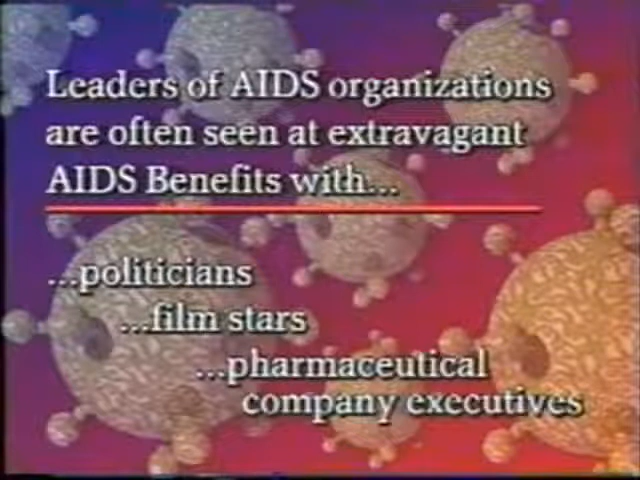 Leaders of AIDS organizations
are often seen at extravagant
AIDS Benefits with...
...politicians
...film stars
...pharmaceutical
company executives